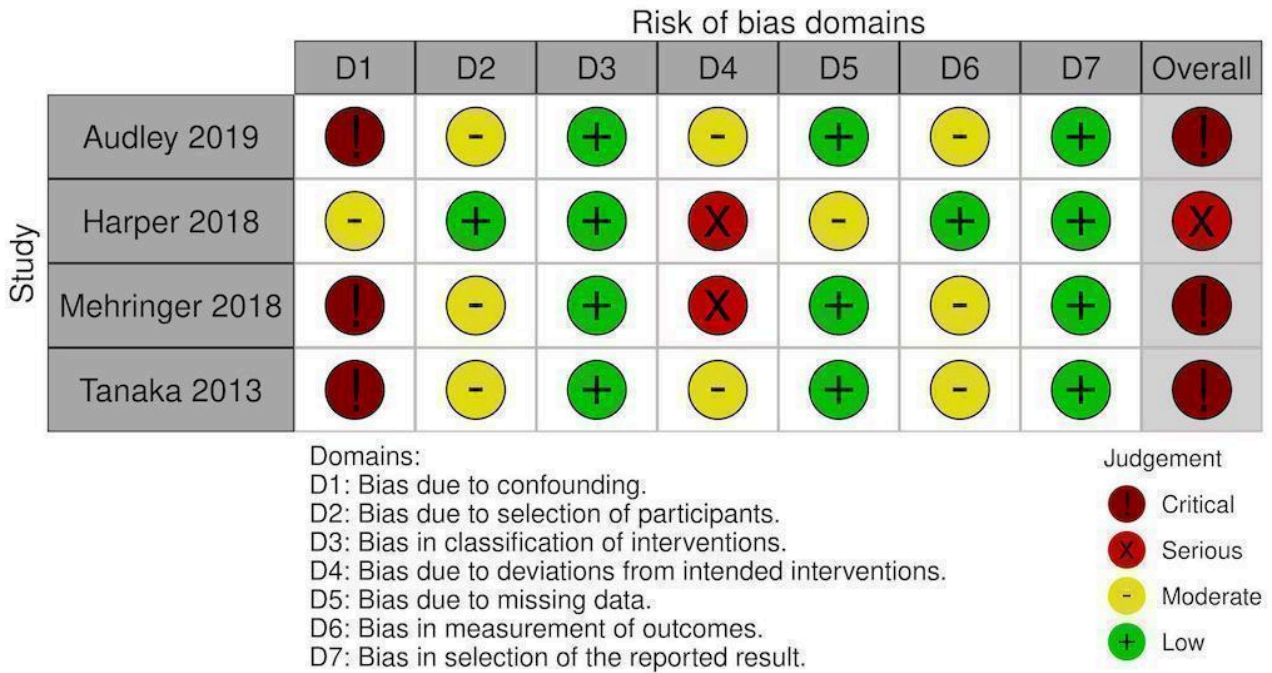 Risk of bias domains
D1 D2 D3 D4 D5 D6 D7 Overall
Study
Audley 2019 ! - + - + - + !
Harper 2018 - + + X - + + X
Mehringer 2018 ! - + X + - + !
Tanaka 2013 ! - + - + - + !
Domains:
D1: Bias due to confounding.
D2: Bias due to selection of participants.
D3: Bias in classification of interventions.
D4: Bias due to deviations from intended interventions.
D5: Bias due to missing data.
D6: Bias in measurement of outcomes.
D7: Bias in selection of the reported result.
Judgement
! Critical
X Serious
- Moderate
+ Low